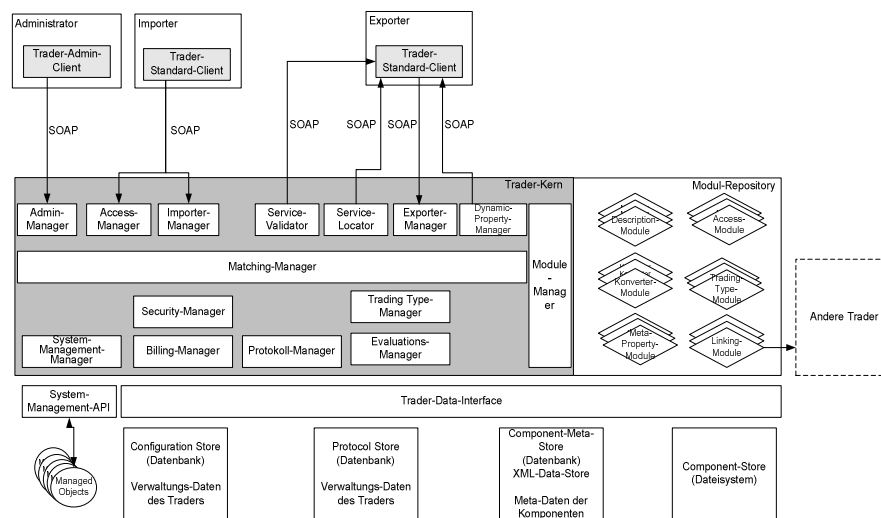 Administrator
Importer
Exporter
Trader-Admin-
Client
Trader-
Standard-Client
Trader-
Standard-Client
SOAP
SOAP
SOAP
SOAP
SOAP
SOAP
Trader-Kern
Modul-Repository
Admin-
Manager
Access-
Manager
Importer-
Manager
Service-
Validator
Service-
Locator
Exporter-
Manager
Dynamic-
Property-
Manager
Description-
Module
Access-
Module
Matching-Manager
Module
-
Manag
er
Konverter-
Module
Trading
Type-
Module
Andere Trader
Security-Manager
Trading Type-
Manager
System-
Management-
Manager
Billing-Manager
Protokoll-Manager
Evaluations-
Manager
Meta-
Property-
Module
Linking-
Module
System-
Management-API
Trader-Data-Interface
Managed
Objects
Configuration Store
(Datenbank)
Verwaltungs-Daten
des Traders
Protocol Store
(Datenbank)
Verwaltungs-Daten
des Traders
Component-Meta-
Store
(Datenbank)
XML-Data-Store
Meta-Daten der
Komponenten
Component-Store
(Dateisystem)